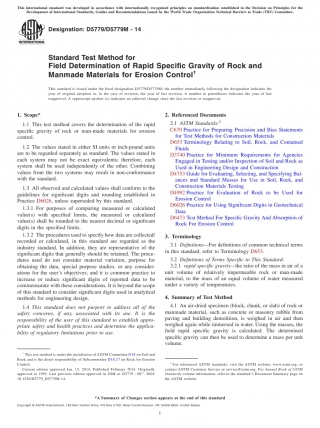 This international standard was developed in accordance with internationally recognized principles on standardization established in the Decision on Principles for the
Development of International Standards, Guides and Recommendations issued by the World Trade Organization Technical Barriers to Trade (TBT) Committee.
INTERNATIONAL
Designation: D5779/D5779M − 14
Standard Test Method for
Field Determination of Rapid Specific Gravity of Rock and
Manmade Materials for Erosion Control1
This standard is issued under the fixed designation D5779/D5779M; the number immediately following the designation indicates the
year of original adoption or, in the case of revision, the year of last revision. A number in parentheses indicates the year of last
reapproval. A superscript epsilon (ε) indicates an editorial change since the last revision or reapproval.
1. Scope*
1.1 This test method covers the determination of the rapid
specific gravity of rock or man-made materials for erosion
control.
1.2 The values stated in either SI units or inch-pound units
are to be regarded separately as standard. The values stated in
each system may not be exact equivalents; therefore, each
system shall be used independently of the other. Combining
values from the two systems may result in non-conformance
with the standard.
1.3 All observed and calculated values shall conform to the
guidelines for significant digits and rounding established in
Practice D6026, unless superseded by this standard.
1.3.1 For purposes of comparing measured or calculated
value(s) with specified limits, the measured or calculated
value(s) shall be rounded to the nearest decimal or significant
digits in the specified limits.
1.3.2 The procedures used to specify how data are collected/
recorded or calculated, in this standard are regarded as the
industry standard. In addition, they are representative of the
significant digits that generally should be retained. The proce-
dures used do not consider material variation, purpose for
obtaining the data, special purpose studies, or any consider-
ations for the user's objectives; and it is common practice to
increase or reduce significant digits of reported data to be
commensurate with these considerations. It is beyond the scope
of this standard to consider significant digits used in analytical
methods for engineering design.
1.4 This standard does not purport to address all of the
safety concerns, if any, associated with its use. It is the
responsibility of the user of this standard to establish appro-
priate safety and health practices and determine the applica-
bility of regulatory limitations prior to use.
1 This test method is under the jurisdiction of ASTM Committee D18 on Soil and
Rock and is the direct responsibility of Subcommittee D18.17 on Rock for Erosion
Control.
Current edition approved Jan. 15, 2014. Published February 2014. Originally
approved in 1995. Last previous edition approved in 2008 as D5779 – 08
10.1520/D5779_D5779M-14.
2. Referenced Documents
2.1 ASTM Standards:2
C670 Practice for Preparing Precision and Bias Statements
for Test Methods for Construction Materials
D653 Terminology Relating to Soil, Rock, and Contained
Fluids
D3740 Practice for Minimum Requirements for Agencies
Engaged in Testing and/or Inspection of Soil and Rock as
Used in Engineering Design and Construction
D4753 Guide for Evaluating, Selecting, and Specifying Bal-
ances and Standard Masses for Use in Soil, Rock, and
Construction Materials Testing
D4992 Practice for Evaluation of Rock to be Used for
Erosion Control
D6026 Practice for Using Significant Digits in Geotechnical
Data
D6473 Test Method For Specific Gravity And Absorption of
Rock For Erosion Control
3. Terminology
3.1 Definitions—For definitions of common technical terms
in this standard, refer to Terminology D653.
3.2 Definitions of Terms Specific to This Standard:
3.2.1 rapid specific gravity—the ratio of the mass in air of a
unit volume of relatively impermeable rock or man-made
material, to the mass of an equal volume of water measured
under a variety of temperatures.
4. Summary of Test Method
4.1 An air-dried specimen (block, chunk, or slab) of rock or
manmade material, such as concrete or masonry rubble from
paving and building demolition, is weighed in air and then
weighed again while immersed in water. Using the masses, the
field rapid specific gravity is calculated. The determined
specific gravity can then be used to determine a mass per unit
volume.
2 For referenced ASTM standards, visit the ASTM website, www.astm.org, or
contact ASTM Customer Service at service@astm.org. For Annual Book of ASTM
Standards volume information, refer to the standard's Document Summary page on
the ASTM website.
*A Summary of Changes section appears at the end of this standard
Copyright © ASTM International, 100 Barr Harbor Drive, PO Box C700, West Conshohocken, PA 19428-2959. United States
1